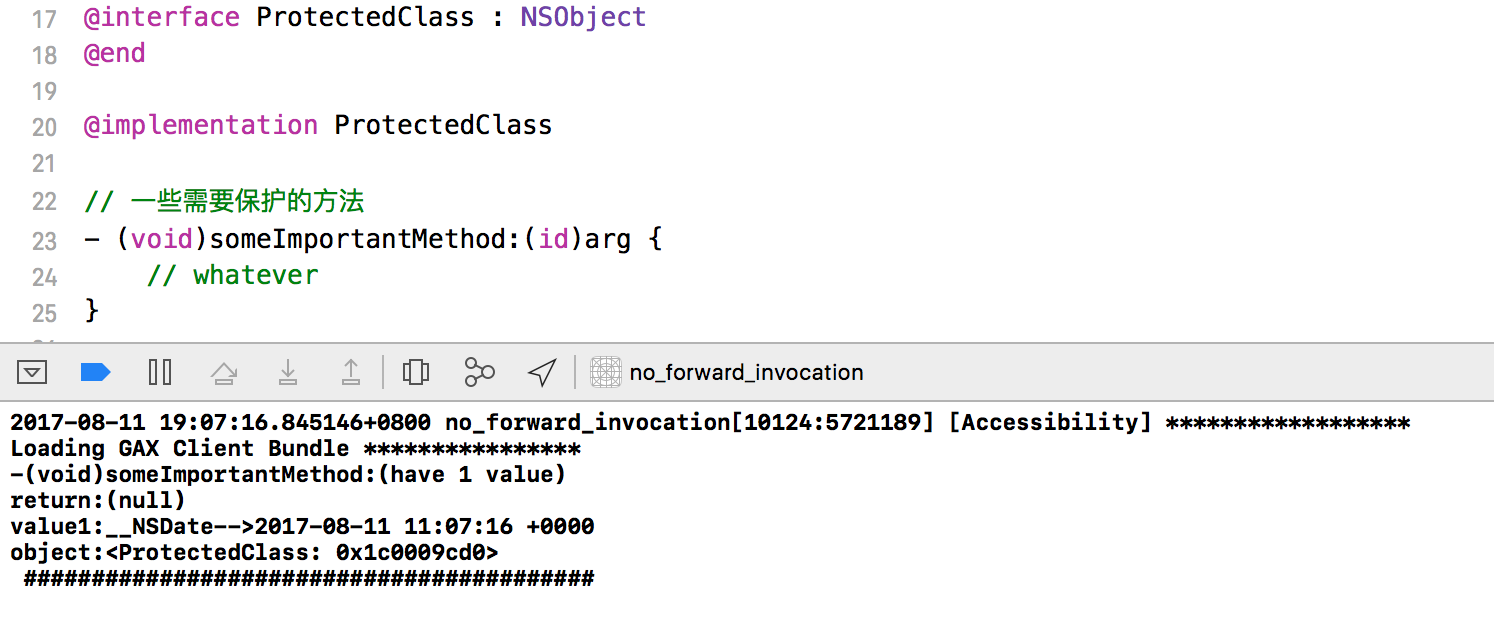 17 @interface ProtectedClass : NSObject
18 @end
19
20 @implementation ProtectedClass
21
22 // 一些需要保护的方法
23 - (void)someImportantMethod:(id)arg {
24 // whatever
25 }
no_forward_invocation
2017-08-11 19:07:16.845146+0800 no_forward_invocation[10124:5721189] [Accessibility] ******************
Loading GAX Client Bundle ****************
-(void)someImportantMethod:(have 1 value)
return:(null)
value1:__NSDate-->2017-08-11 11:07:16 +0000
object:<ProtectedClass: 0x1c0009cd0>
##########################################